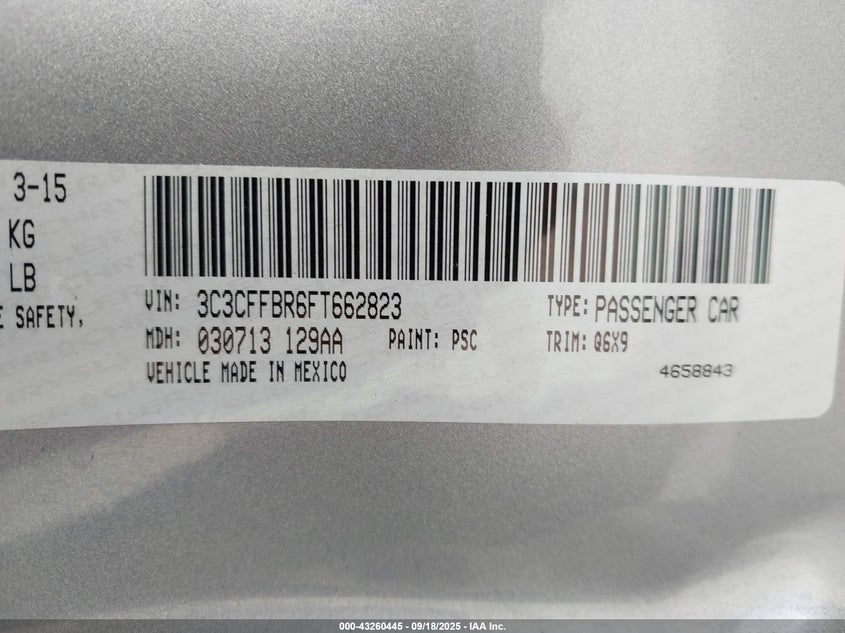 3-15
KG
LB
E SAFETY,
VIN: 3C3CFFBR6FT662823 TYPE: PASSENGER CAR
MDH: 030713 129AA PAINT: PSC TRIM: Q6X9
VEHICLE MADE IN MEXICO 4658843
000-43260445 - 09/18/2025 - IAA Inc.